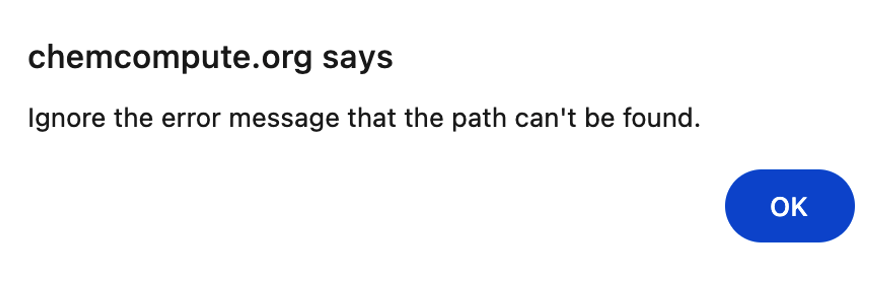 chemcompute.org says
Ignore the error message that the path can't be found.
OK